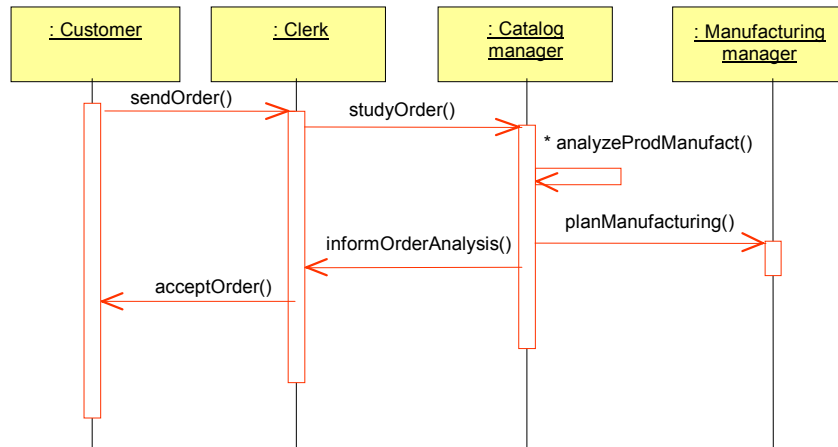 : Customer
: Clerk
: Catalog
manager
: Manufacturing
manager
sendOrder()
studyOrder()
* analyzeProdManufact()
planManufacturing()
informOrderAnalysis()
acceptOrder()